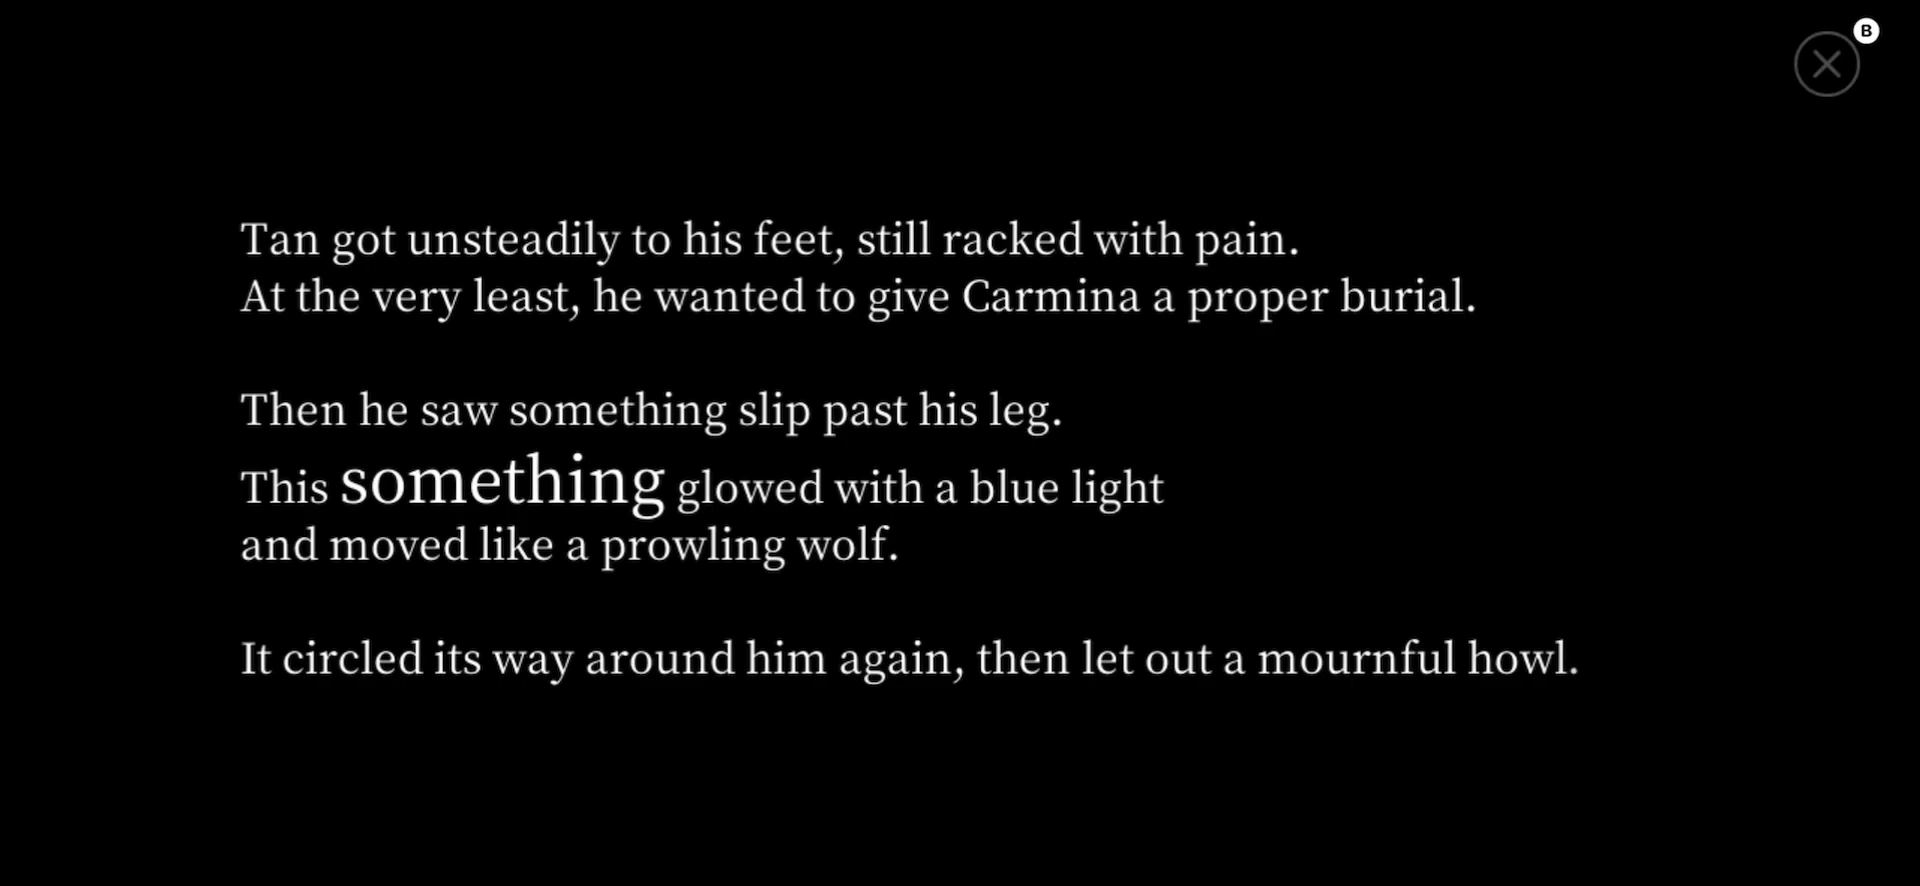 B
Tan got unsteadily to his feet, still racked with pain.
At the very least, he wanted to give Carmina a proper burial.
Then he saw something slip past his leg.
This something glowed with a blue light
and moved like a prowling wolf.
It circled its way around him again, then let out a mournful howl.